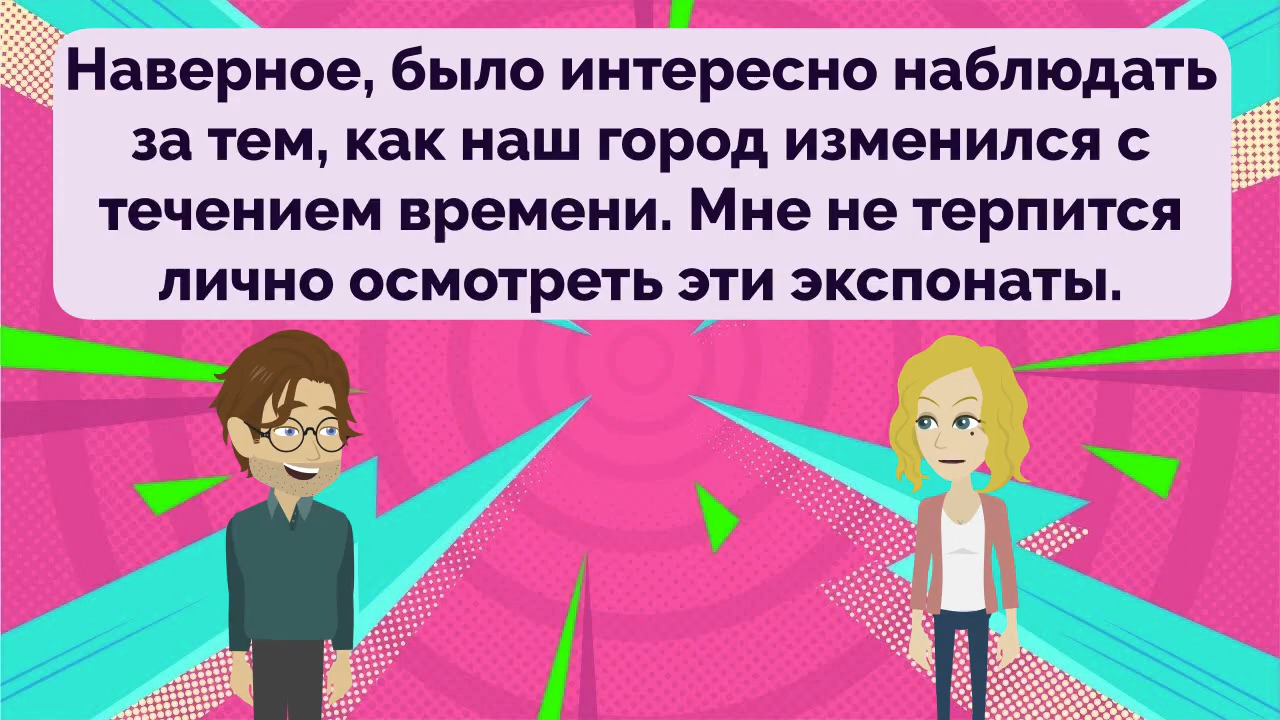 Наверное, было интересно наблюдать
за тем, как наш город изменился с
течением времени. Мне не терпится
лично осмотреть эти экспонаты.